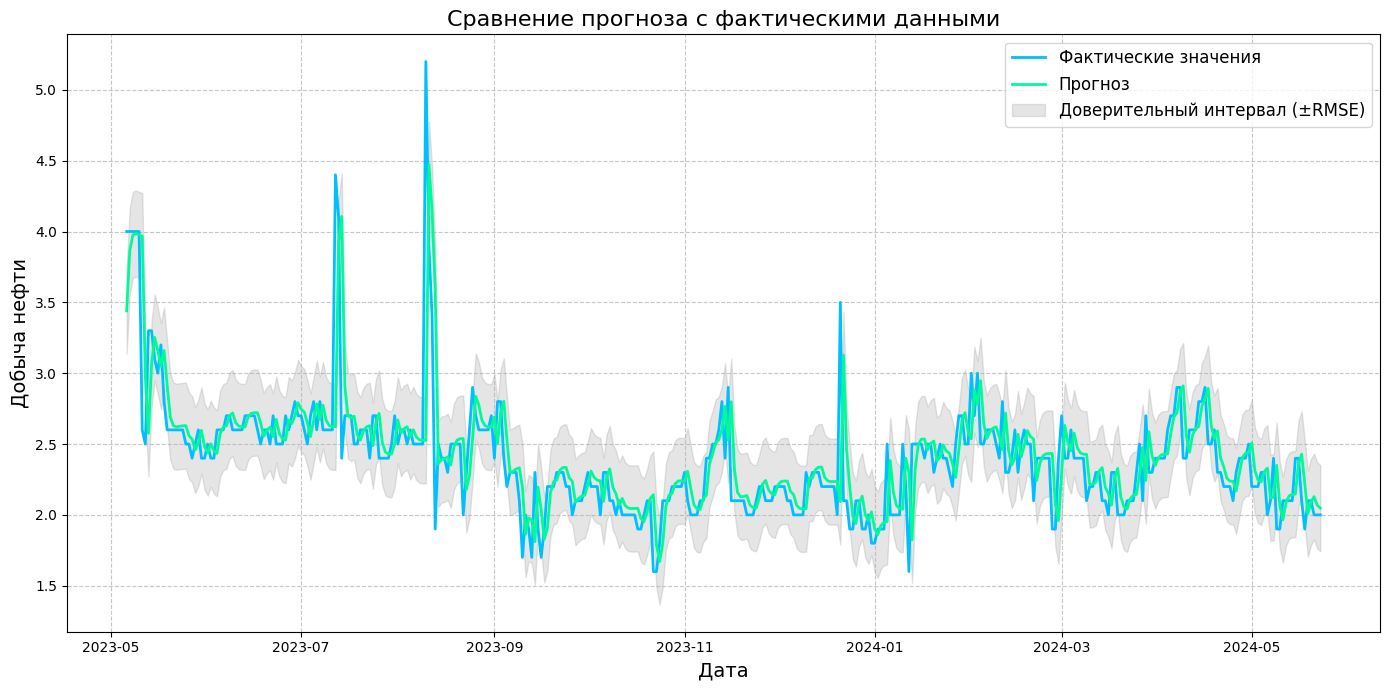 Сравнение прогноза с фактическими данными
Фактические значения
Прогноз
Доверительный интервал (±RMSE)
Добыча нефти
5.0
4.5
4.0
3.5
3.0
2.5
2.0
1.5
2023-05 2023-07 2023-09 2023-11 2024-01 2024-03 2024-05
Дата